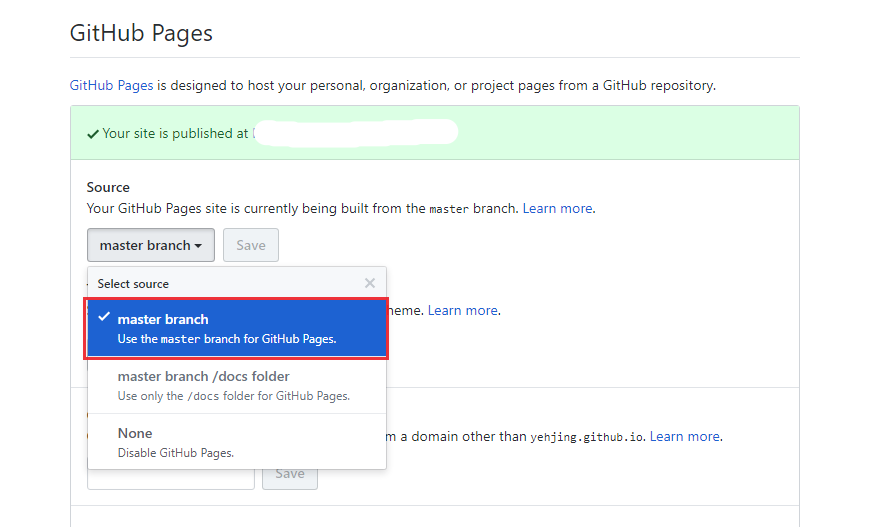 GitHub Pages
GitHub Pages is designed to host your personal, organization, or project pages from a GitHub repository.
Your site is published at
Source
Your GitHub Pages site is currently being built from the master branch. Learn more.
master branch
Save
Select source
master branch
Use the master branch for GitHub Pages.
heme. Learn more.
master branch /docs folder
Use only the /docs folder for GitHub Pages.
None
Disable GitHub Pages.
m a domain other than yehjing.github.io. Learn more.
Save